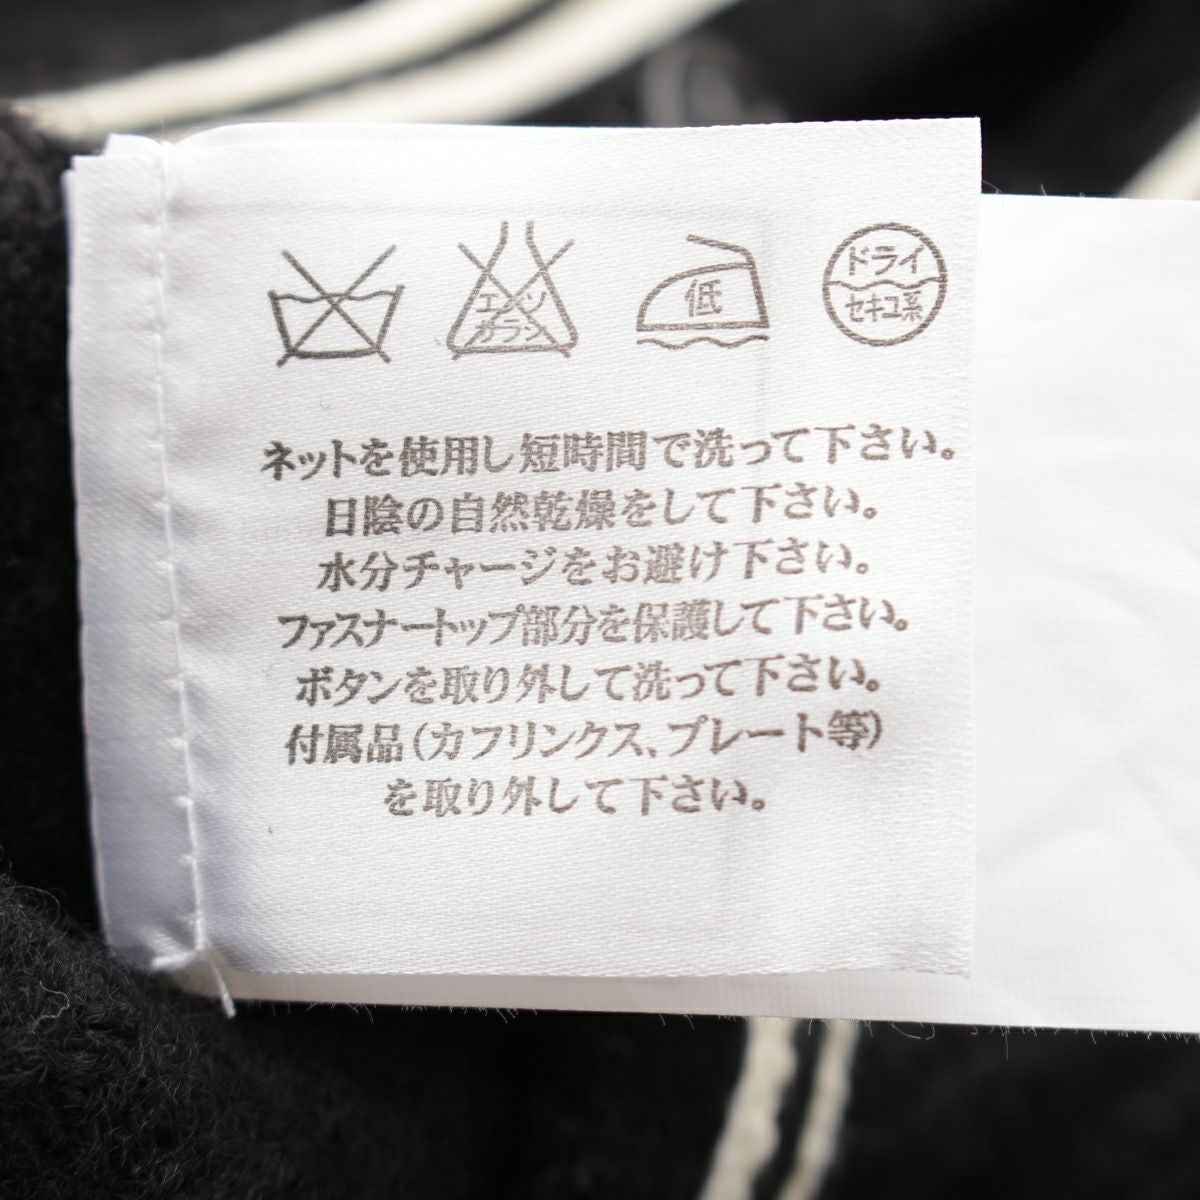 エンソ
サラシ
低
ドライ
セキユ系
ネットを使用し短時間で洗って下さい。
日陰の自然乾燥をして下さい。
水分チャージをお避け下さい。
ファスナートップ部分を保護して下さい。
ボタンを取り外して洗って下さい。
付属品(カフリンクス、プレート等)
を取り外して下さい。